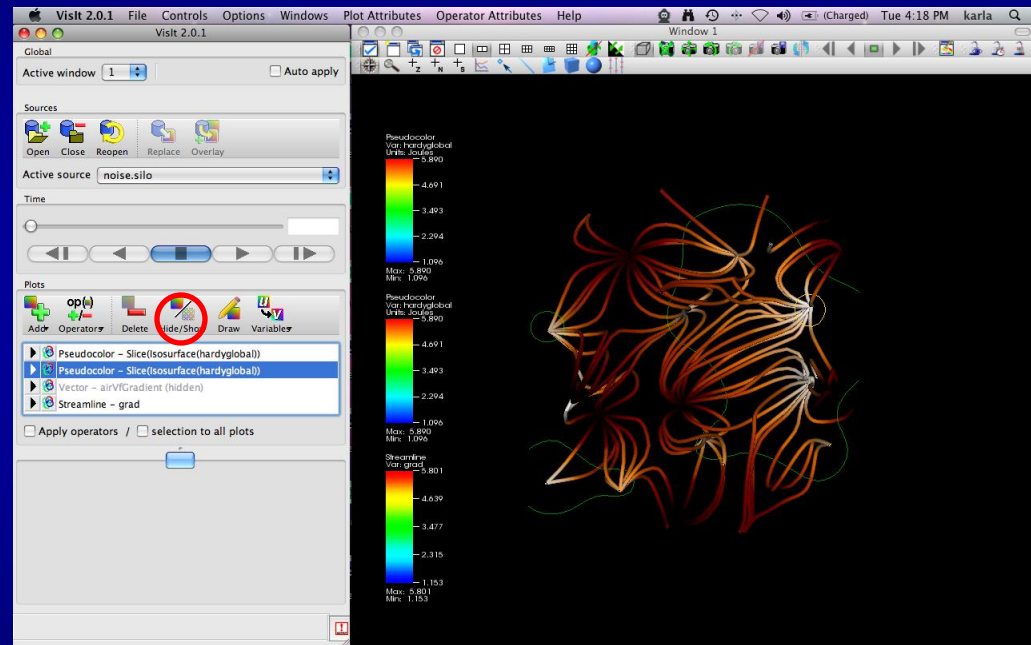 VisIt 2.0.1 File Controls Options Windows Plot Attributes Operator Attributes Help (Charged) Tue 4:18 PM karla
VisIt 2.0.1
Global
Active window 1 Auto apply
Sources
Open Close Reopen Replace Overlay
Active source noise.silo
Time
Plots
op(=)
+/-
Add Operators Delete Hide/Sho Draw Variables
Pseudocolor - Slice(Isosurface(hardyglobal))
Pseudocolor - Slice(Isosurface(hardyglobal))
Vector - airVfGradient (hidden)
Streamline - grad
Apply operators / selection to all plots
Window 1
Pseudocolor
Var: hardyglobal
Units: Joules
5.890
4.691
3.493
2.294
1.096
Max: 5.890
Min: 1.096
Pseudocolor
Var: hardyglobal
Units: Joules
5.890
4.691
3.493
2.294
1.096
Max: 5.890
Min: 1.096
Streamline
Var: grad
5.801
4.639
3.477
2.315
1.153
Max: 5.801
Min: 1.153